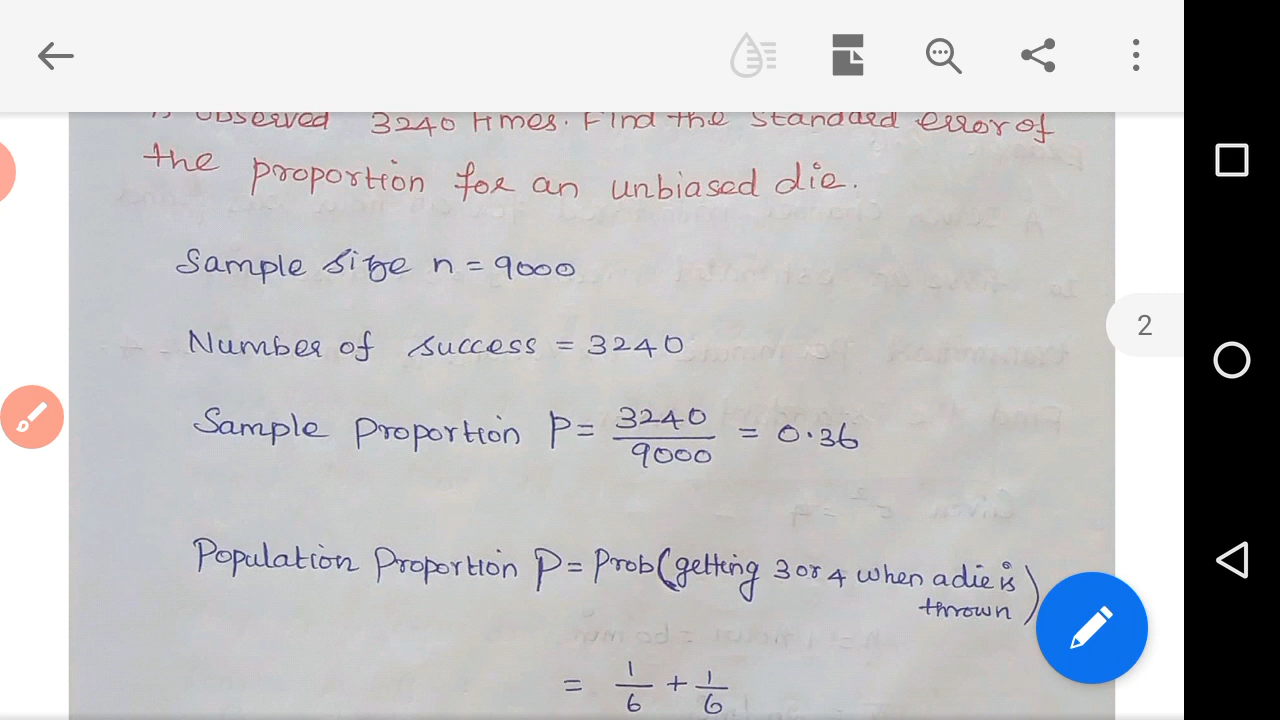 is observed 3240 times. Find the standard error of
the proportion for an unbiased die.
Sample size n = 9000
Number of success = 3240
Sample Proportion p = 3240/9000 = 0.36
2
Population Proportion P = Prob(getting 3 or 4 when a die is
thrown)
= 1/6 + 1/6